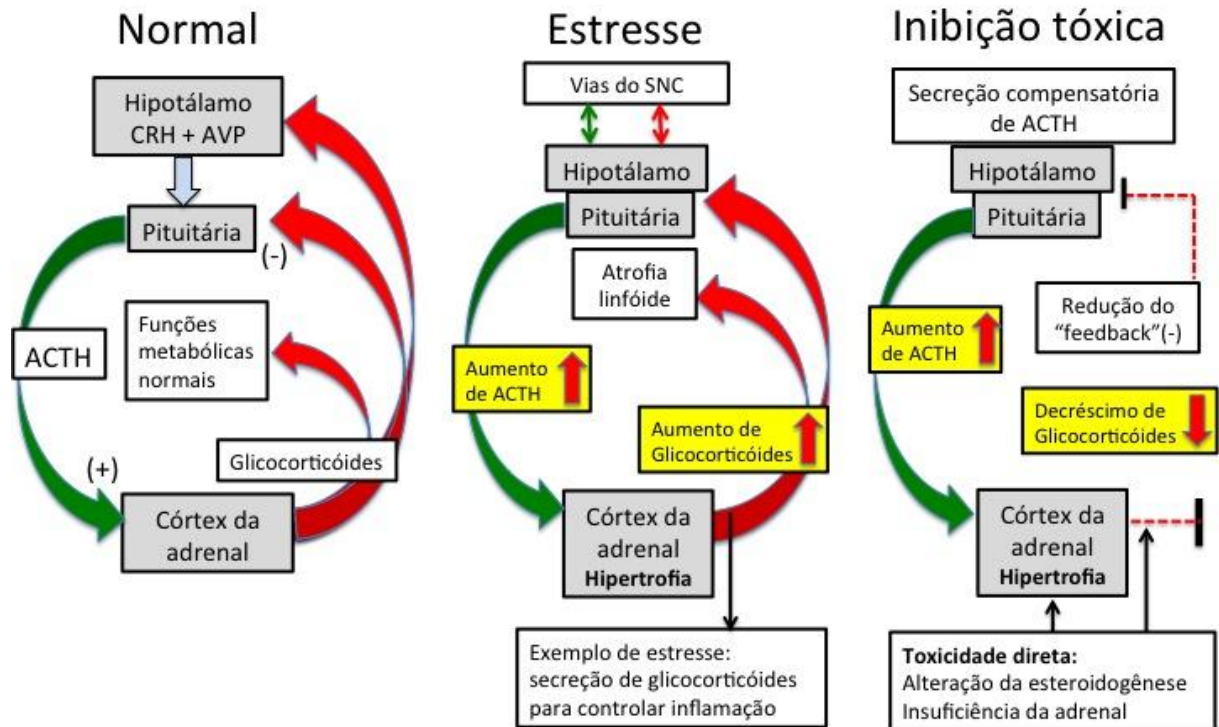 Normal
Hipotálamo
CRH + AVP
Pituitária
(-)
ACTH
Funções
metabólicas
normais
(+)
Glicocorticóides
Córtex da
adrenal
Estresse
Vias do SNC
Hipotálamo
Pituitária
Atrofia
linfóide
Aumento
de ACTH
Aumento de
Glicocorticóides
Córtex da
adrenal
Hipertrofia
Exemplo de estresse:
secreção de glicocorticóides
para controlar inflamação
Inibição tóxica
Secreção compensatória
de ACTH
Hipotálamo
Pituitária
Redução do
“feedback”(-)
Aumento
de ACTH
Decréscimo de
Glicocorticóides
Córtex da
adrenal
Hipertrofia
Toxicidade direta:
Alteração da esteroidogênse
Insuficiência da adrenal